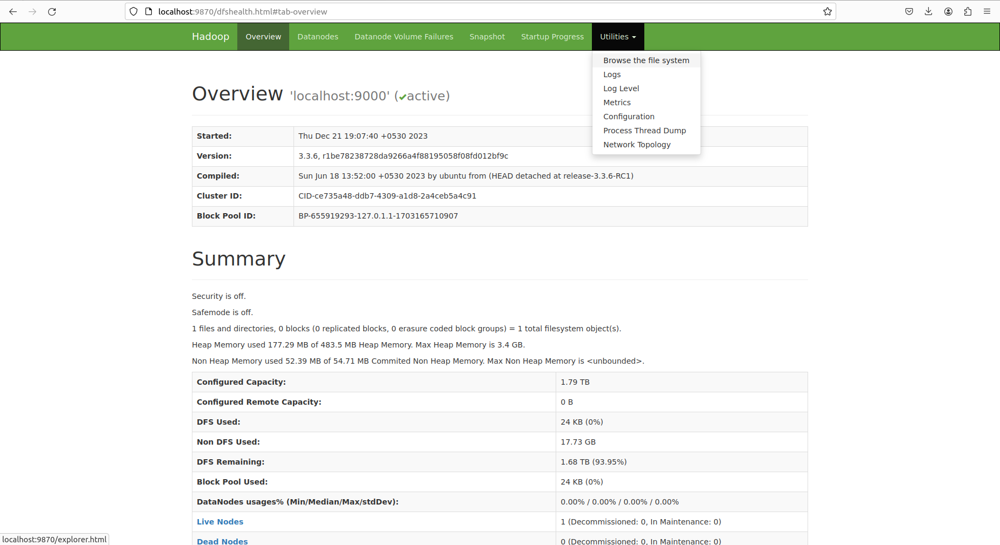 localhost:9870/dfshealth.html#tab-overview
Hadoop Overview Datanodes Datanode Volume Failures Snapshot Startup Progress Utilities
Browse the file system
Logs
Log Level
Metrics
Configuration
Process Thread Dump
Network Topology
Overview 'localhost:9000' (✔active)
Started: Thu Dec 21 19:07:40 +0530 2023
Version: 3.3.6, r1be78238728da9266a4f88195058f08fd012bf9c
Compiled: Sun Jun 18 13:52:00 +0530 2023 by ubuntu from (HEAD detached at release-3.3.6-RC1)
Cluster ID: CID-ce735a48-ddb7-4309-a1d8-2a4ceb5a4c91
Block Pool ID: BP-655919293-127.0.1.1-1703165710907
Summary
Security is off.
Safemode is off.
1 files and directories, 0 blocks (0 replicated blocks, 0 erasure coded block groups) = 1 total filesystem object(s).
Heap Memory used 177.29 MB of 483.5 MB Heap Memory. Max Heap Memory is 3.4 GB.
Non Heap Memory used 52.39 MB of 54.71 MB Commited Non Heap Memory. Max Non Heap Memory is <unbounded>.
Configured Capacity: 1.79 TB
Configured Remote Capacity: 0 B
DFS Used: 24 KB (0%)
Non DFS Used: 17.73 GB
DFS Remaining: 1.68 TB (93.95%)
Block Pool Used: 24 KB (0%)
DataNodes usages% (Min/Median/Max/stdDev): 0.00% / 0.00% / 0.00% / 0.00%
Live Nodes 1 (Decommissioned: 0, In Maintenance: 0)
Dead Nodes 0 (Decommissioned: 0, In Maintenance: 0)
localhost:9870/explorer.html